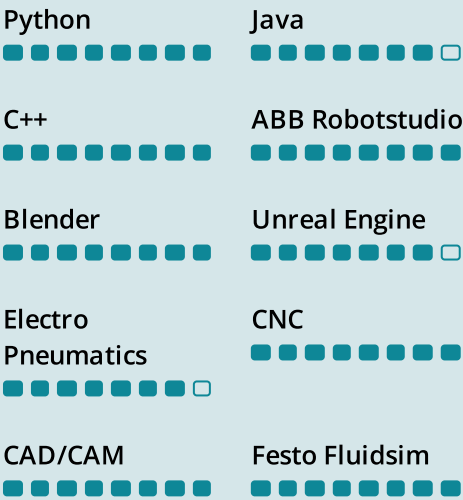 Python
Java
C++
ABB Robotstudio
Blender
Unreal Engine
Electro
Pneumatics
CNC
CAD/CAM
Festo Fluidsim